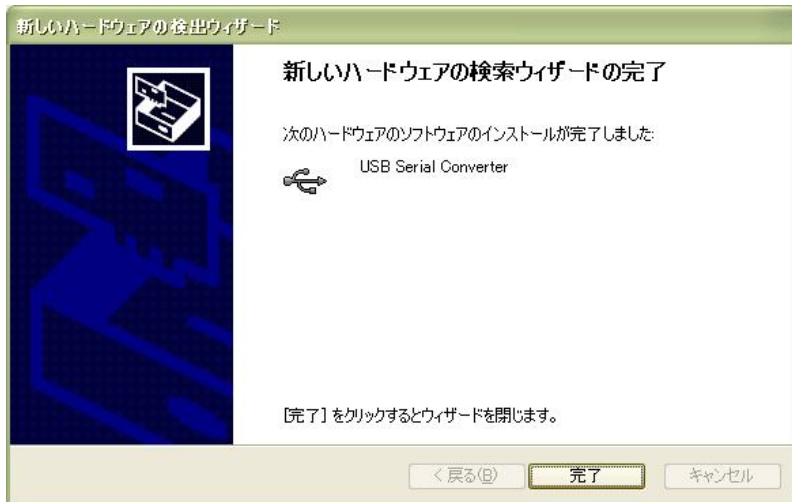 新しいハードウェアの検出ウィザード
新しいハードウェアの検索ウィザードの完了
次のハードウェアのソフトウェアのインストールが完了しました:
USB Serial Converter
[完了] をクリックするとウィザードを閉じます。
< 戻る(B)
完了
キャンセル